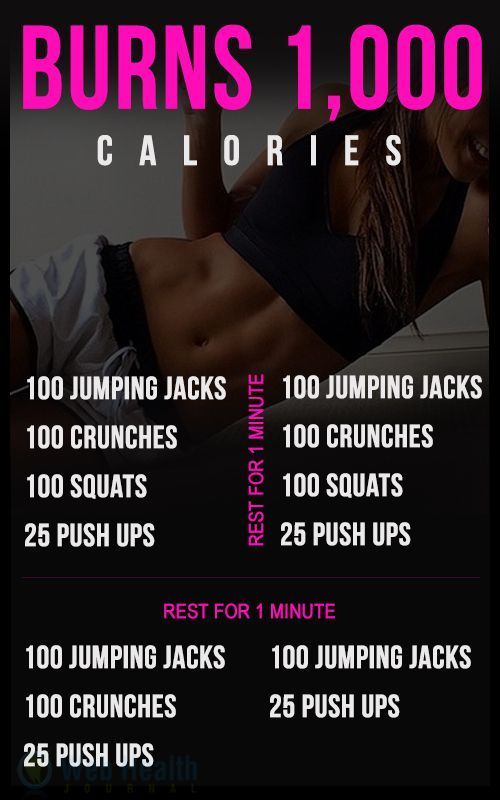 BURNS 1,000
CALORIES
100 JUMPING JACKS
100 CRUNCHES
100 SQUATS
25 PUSH UPS
REST FOR 1 MINUTE
100 JUMPING JACKS
100 CRUNCHES
100 SQUATS
25 PUSH UPS
REST FOR 1 MINUTE
100 JUMPING JACKS
100 CRUNCHES
25 PUSH UPS
100 JUMPING JACKS
25 PUSH UPS
Web Health
JOURNAL